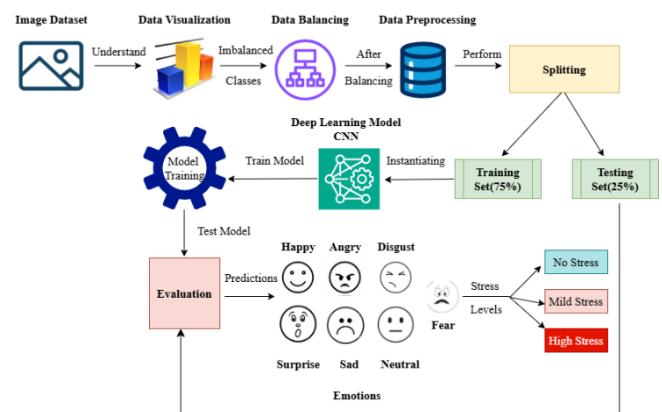 Image Dataset
Data Visualization
Data Balancing
Data Preprocessing
Understand
Imbalanced
Classes
After
Balancing
Perform
Splitting
Deep Learning Model
CNN
Model
Training
Train Model
Instantiating
Training
Set(75%)
Testing
Set(25%)
Test Model
Evaluation
Predictions
Happy
Angry
Disgust
Surprise
Sad
Neutral
Fear
Stress
Levels
No Stress
Mild Stress
High Stress
Emotions